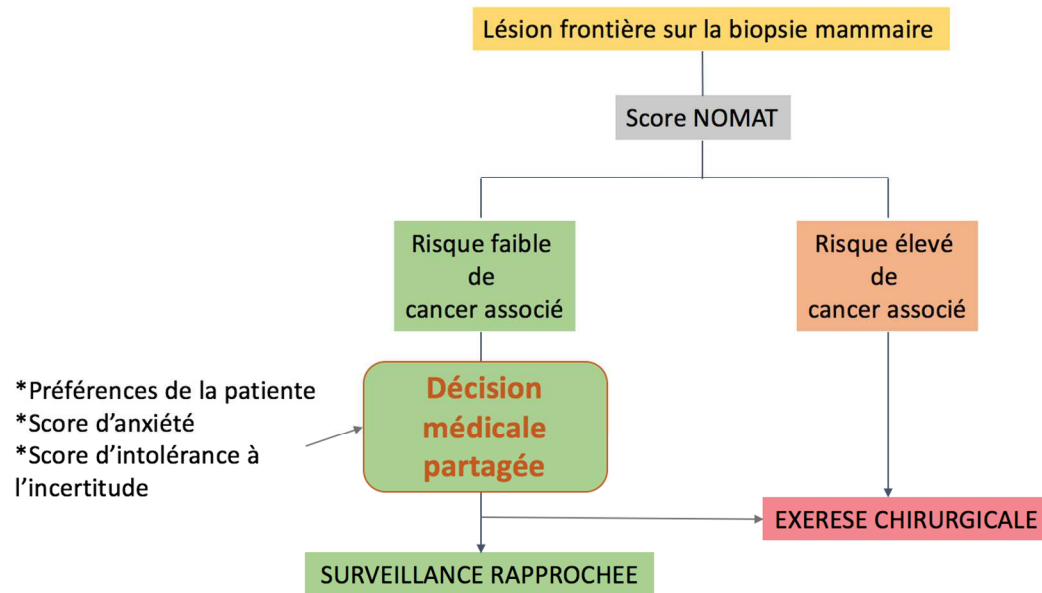 Lésion frontière sur la biopsie mammaire
Score NOMAT
Risque faible
de
cancer associé
Risque élevé
de
cancer associé
*Préférences de la patiente
*Score d’anxiété
*Score d’intolérance à
l’incertitude
Décision
médicale
partagée
EXERESE CHIRURGICALE
SURVEILLANCE RAPPROCHEE